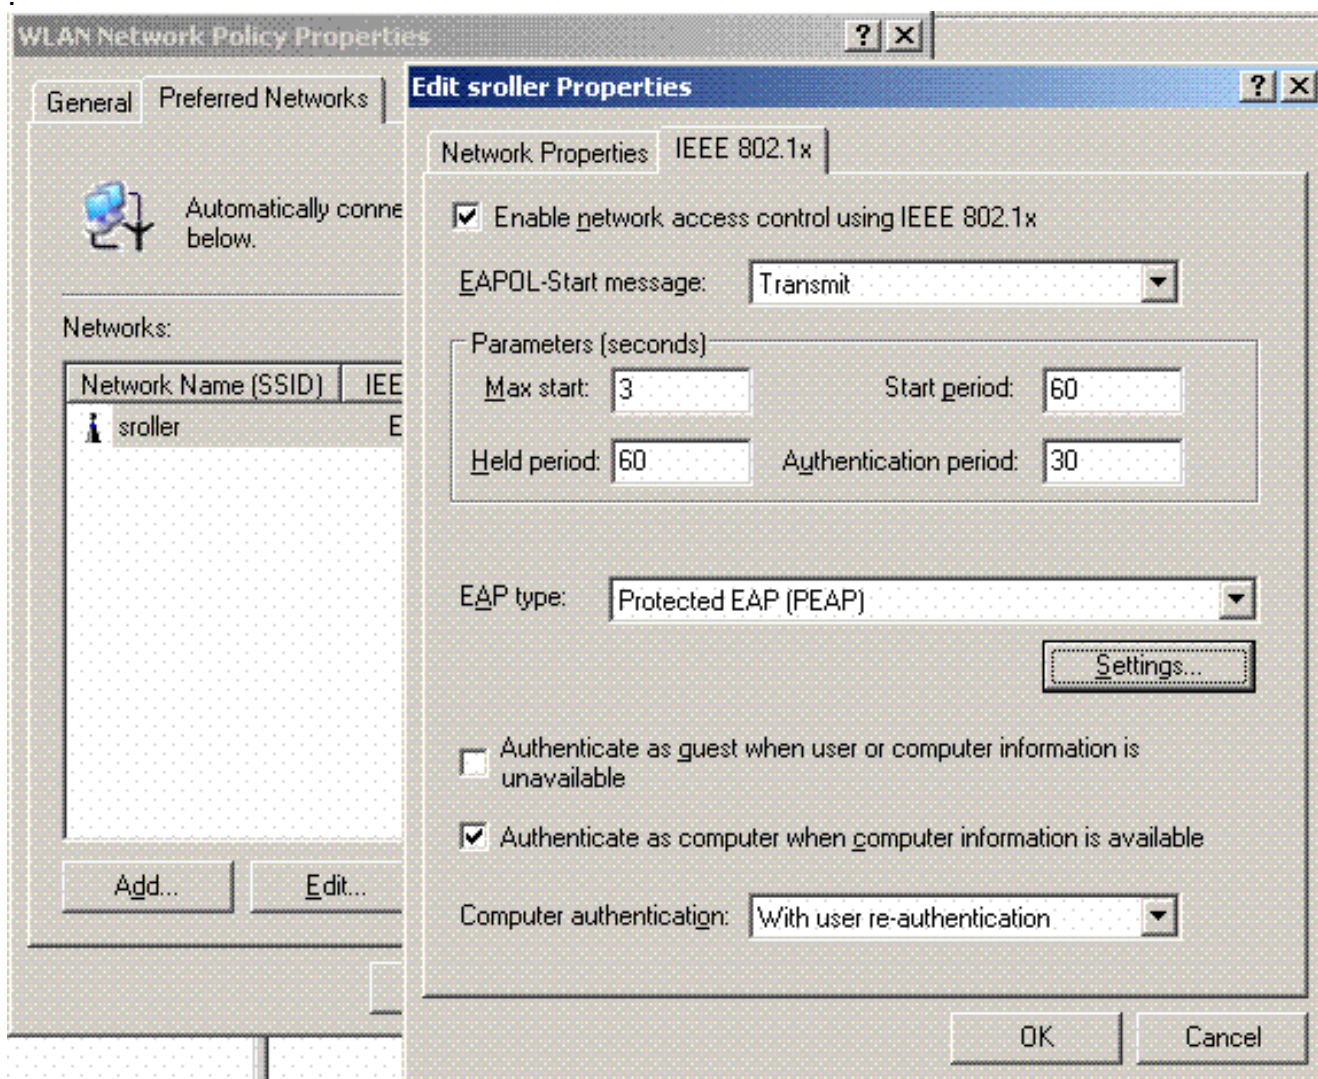 WLAN Network Policy Properties
General
Preferred Networks
Automatically conne
below.
Networks:
Network Name (SSID)
IEE
sroller
E
Add...
Edit...
Edit sroller Properties
Network Properties
IEEE 802.1x
Enable network access control using IEEE 802.1x
EAPOL-Start message:
Transmit
Parameters (seconds)
Max start:
3
Start period:
60
Held period:
60
Authentication period:
30
EAP type:
Protected EAP (PEAP)
Settings...
Authenticate as guest when user or computer information is
unavailable
Authenticate as computer when computer information is available
Computer authentication:
With user re-authentication
OK
Cancel